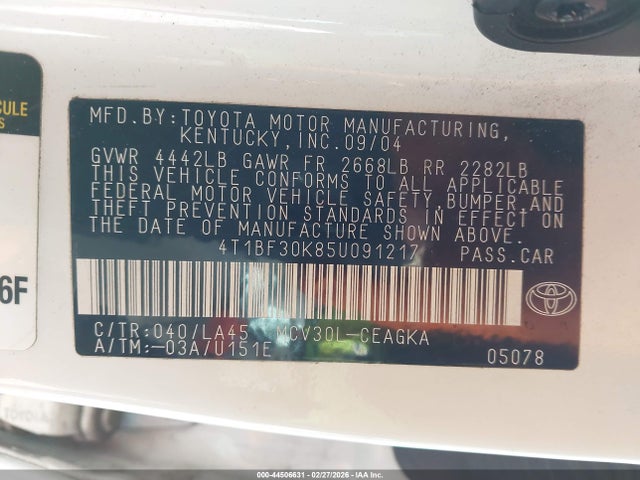 CULE
S
6F
MFD.BY:TOYOTA MOTOR MANUFACTURING,
KENTUCKY,INC.09/04
GVWR 4442LB GAWR FR 2668LB RR 2282LB
THIS VEHICLE CONFORMS TO ALL APPLICABLE
FEDERAL MOTOR VEHICLE SAFETY,BUMPER,AND
THEFT PREVENTION STANDARDS IN EFFECT ON
THE DATE OF MANUFACTURE SHOWN ABOVE.
4T1BF30K85U091217 PASS.CAR
C/TR:040/LA45 MCV30L-CEAGKA
A/TM:-03A/U151E 05078
000-44506631 - 02/27/2026 - IAA Inc.